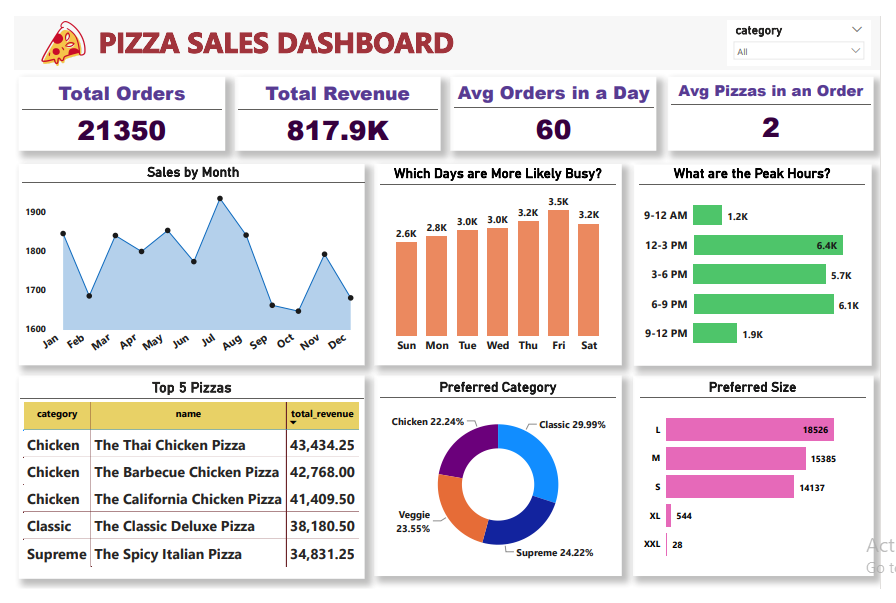 PIZZA SALES DASHBOARD
category
All
Total Orders
21350
Total Revenue
817.9K
Avg Orders in a Day
60
Avg Pizzas in an Order
2
Sales by Month
1900
1800
1700
1600
Jan Feb Mar Apr May Jun Jul Aug Sep Oct Nov Dec
Which Days are More Likely Busy?
2.6K 2.8K 3.0K 3.0K 3.2K 3.5K 3.2K
Sun Mon Tue Wed Thu Fri Sat
What are the Peak Hours?
9-12 AM 1.2K
12-3 PM 6.4K
3-6 PM 5.7K
6-9 PM 6.1K
9-12 PM 1.9K
Top 5 Pizzas
category name total_revenue
Chicken The Thai Chicken Pizza 43,434.25
Chicken The Barbecue Chicken Pizza 42,768.00
Chicken The California Chicken Pizza 41,409.50
Classic The Classic Deluxe Pizza 38,180.50
Supreme The Spicy Italian Pizza 34,831.25
Preferred Category
Chicken 22.24%
Classic 29.99%
Veggie
23.55%
Supreme 24.22%
Preferred Size
L 18526
M 15385
S 14137
XL 544
XXL 28
Act
Go to